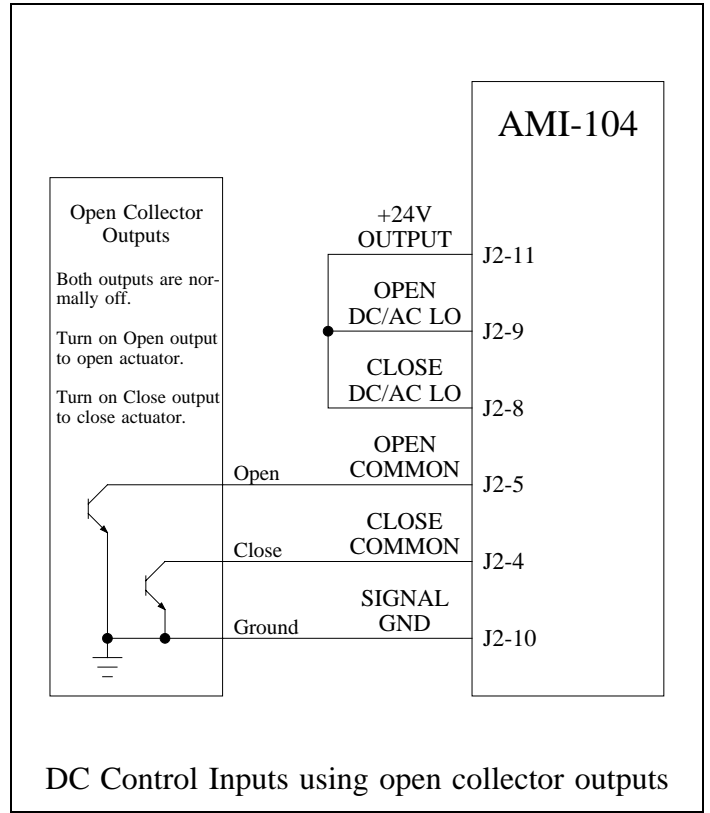 AMI-104
Open Collector
Outputs
Both outputs are nor-
mally off.
Turn on Open output
to open actuator.
Turn on Close output
to close actuator.
+24V
OUTPUT
J2-11
OPEN
DC/AC LO
J2-9
CLOSE
DC/AC LO
J2-8
OPEN
COMMON
Open
J2-5
CLOSE
COMMON
Close
J2-4
SIGNAL
GND
Ground
J2-10
DC Control Inputs using open collector outputs